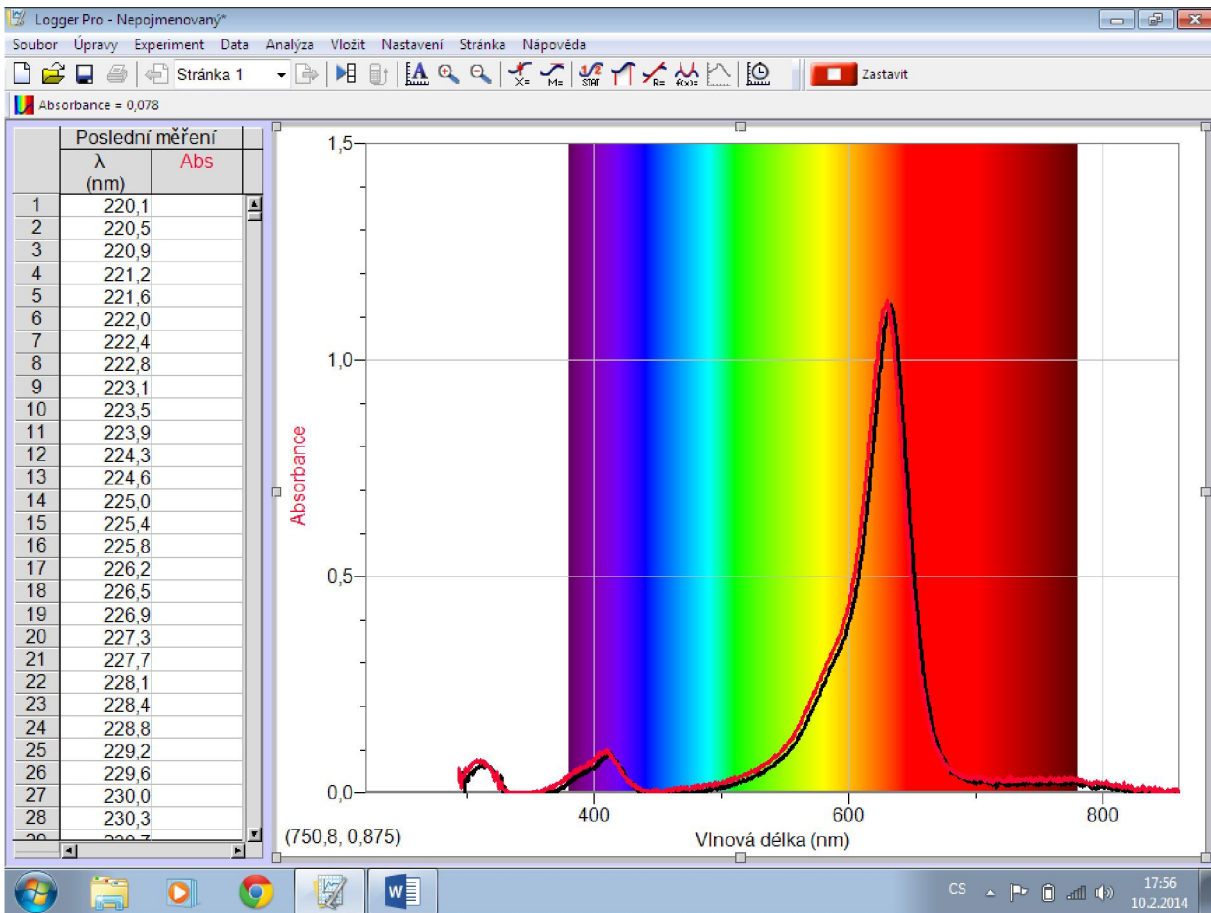 Logger Pro - Nepojmenovaný*
Soubor Úpravy Experiment Data Analýza Vložit Nastavení Stránka Nápověda
Stránka 1
X= M= STAT R= f(x)=
Zastavit
Absorbance = 0,078
Poslední měření
λ Abs
(nm)
1 220,1
2 220,5
3 220,9
4 221,2
5 221,6
6 222,0
7 222,4
8 222,8
9 223,1
10 223,5
11 223,9
12 224,3
13 224,6
14 225,0
15 225,4
16 225,8
17 226,2
18 226,5
19 226,9
20 227,3
21 227,7
22 228,1
23 228,4
24 228,8
25 229,2
26 229,6
27 230,0
28 230,3
1,5
1,0
0,5
0,0
Absorbance
400 600 800
(750,8, 0,875)
Vlnová délka (nm)
CS
17:56
10.2.2014